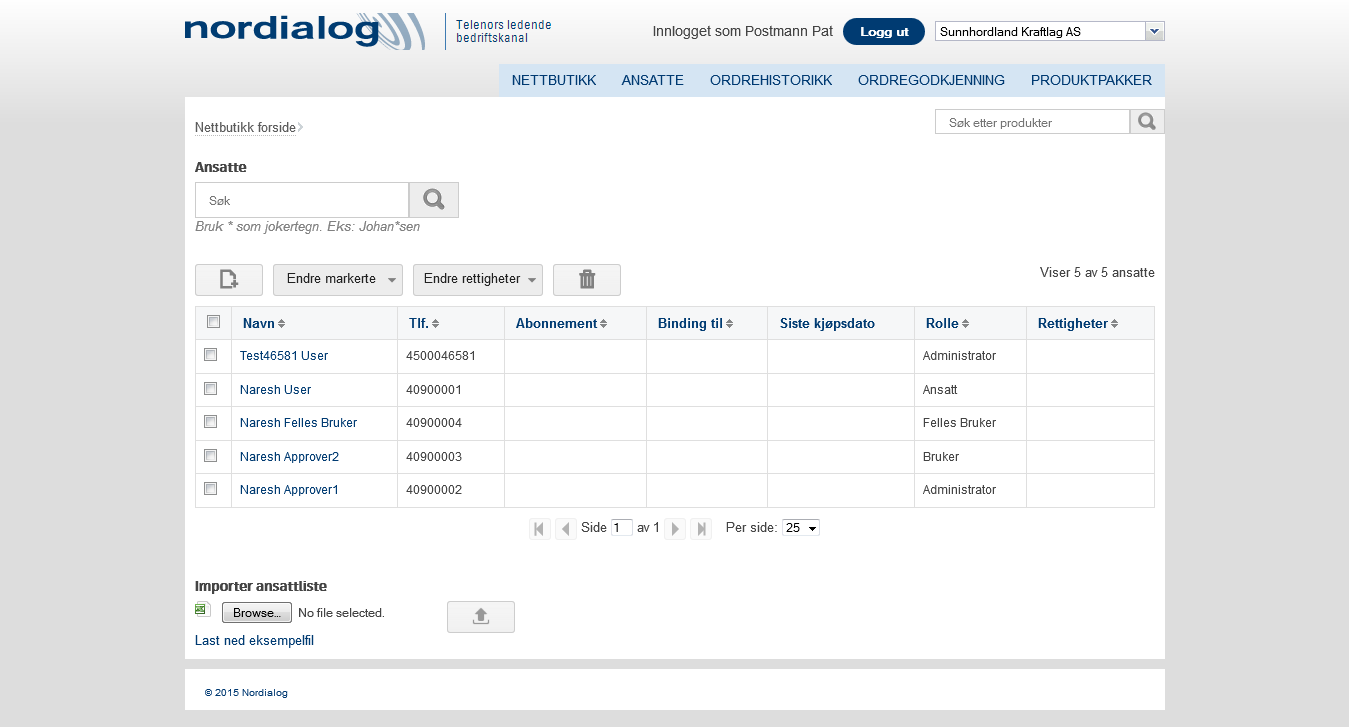 nordialog
Telenors ledende
bedriftskanal
Innlogget som Postmann Pat
Logg ut
Sunnhordland Kraftlag AS
NETTBUTIKK ANSATTE ORDREHISTORIKK ORDREGODKJENNING PRODUKTPAKKER
Nettbutikk forside
Søk etter produkter
Ansatte
Søk
Bruk * som jokertegn. Eks: Johan*sen
Endre markerte Endre rettigheter
Viser 5 av 5 ansatte
Navn Tlf. Abonnement Binding til Siste kjøpsdato Rolle Rettigheter
Test46581 User 4500046581 Administrator
Naresh User 40900001 Ansatt
Naresh Felles Bruker 40900004 Felles Bruker
Naresh Approver2 40900003 Bruker
Naresh Approver1 40900002 Administrator
Side 1 av 1 Per side: 25
Importer ansattliste
Browse... No file selected.
Last ned eksempelfil
© 2015 Nordialog